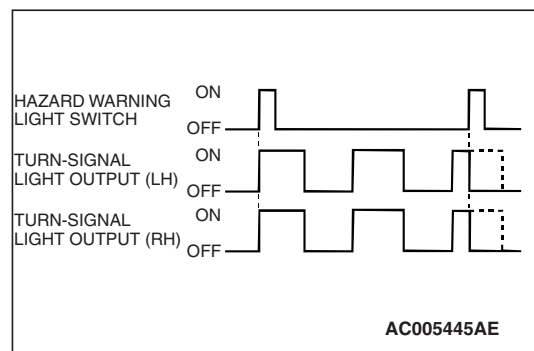 ON
HAZARD WARNING
LIGHT SWITCH
OFF
ON
TURN-SIGNAL
LIGHT OUTPUT (LH)
OFF
ON
TURN-SIGNAL
LIGHT OUTPUT (RH)
OFF
AC005445AE